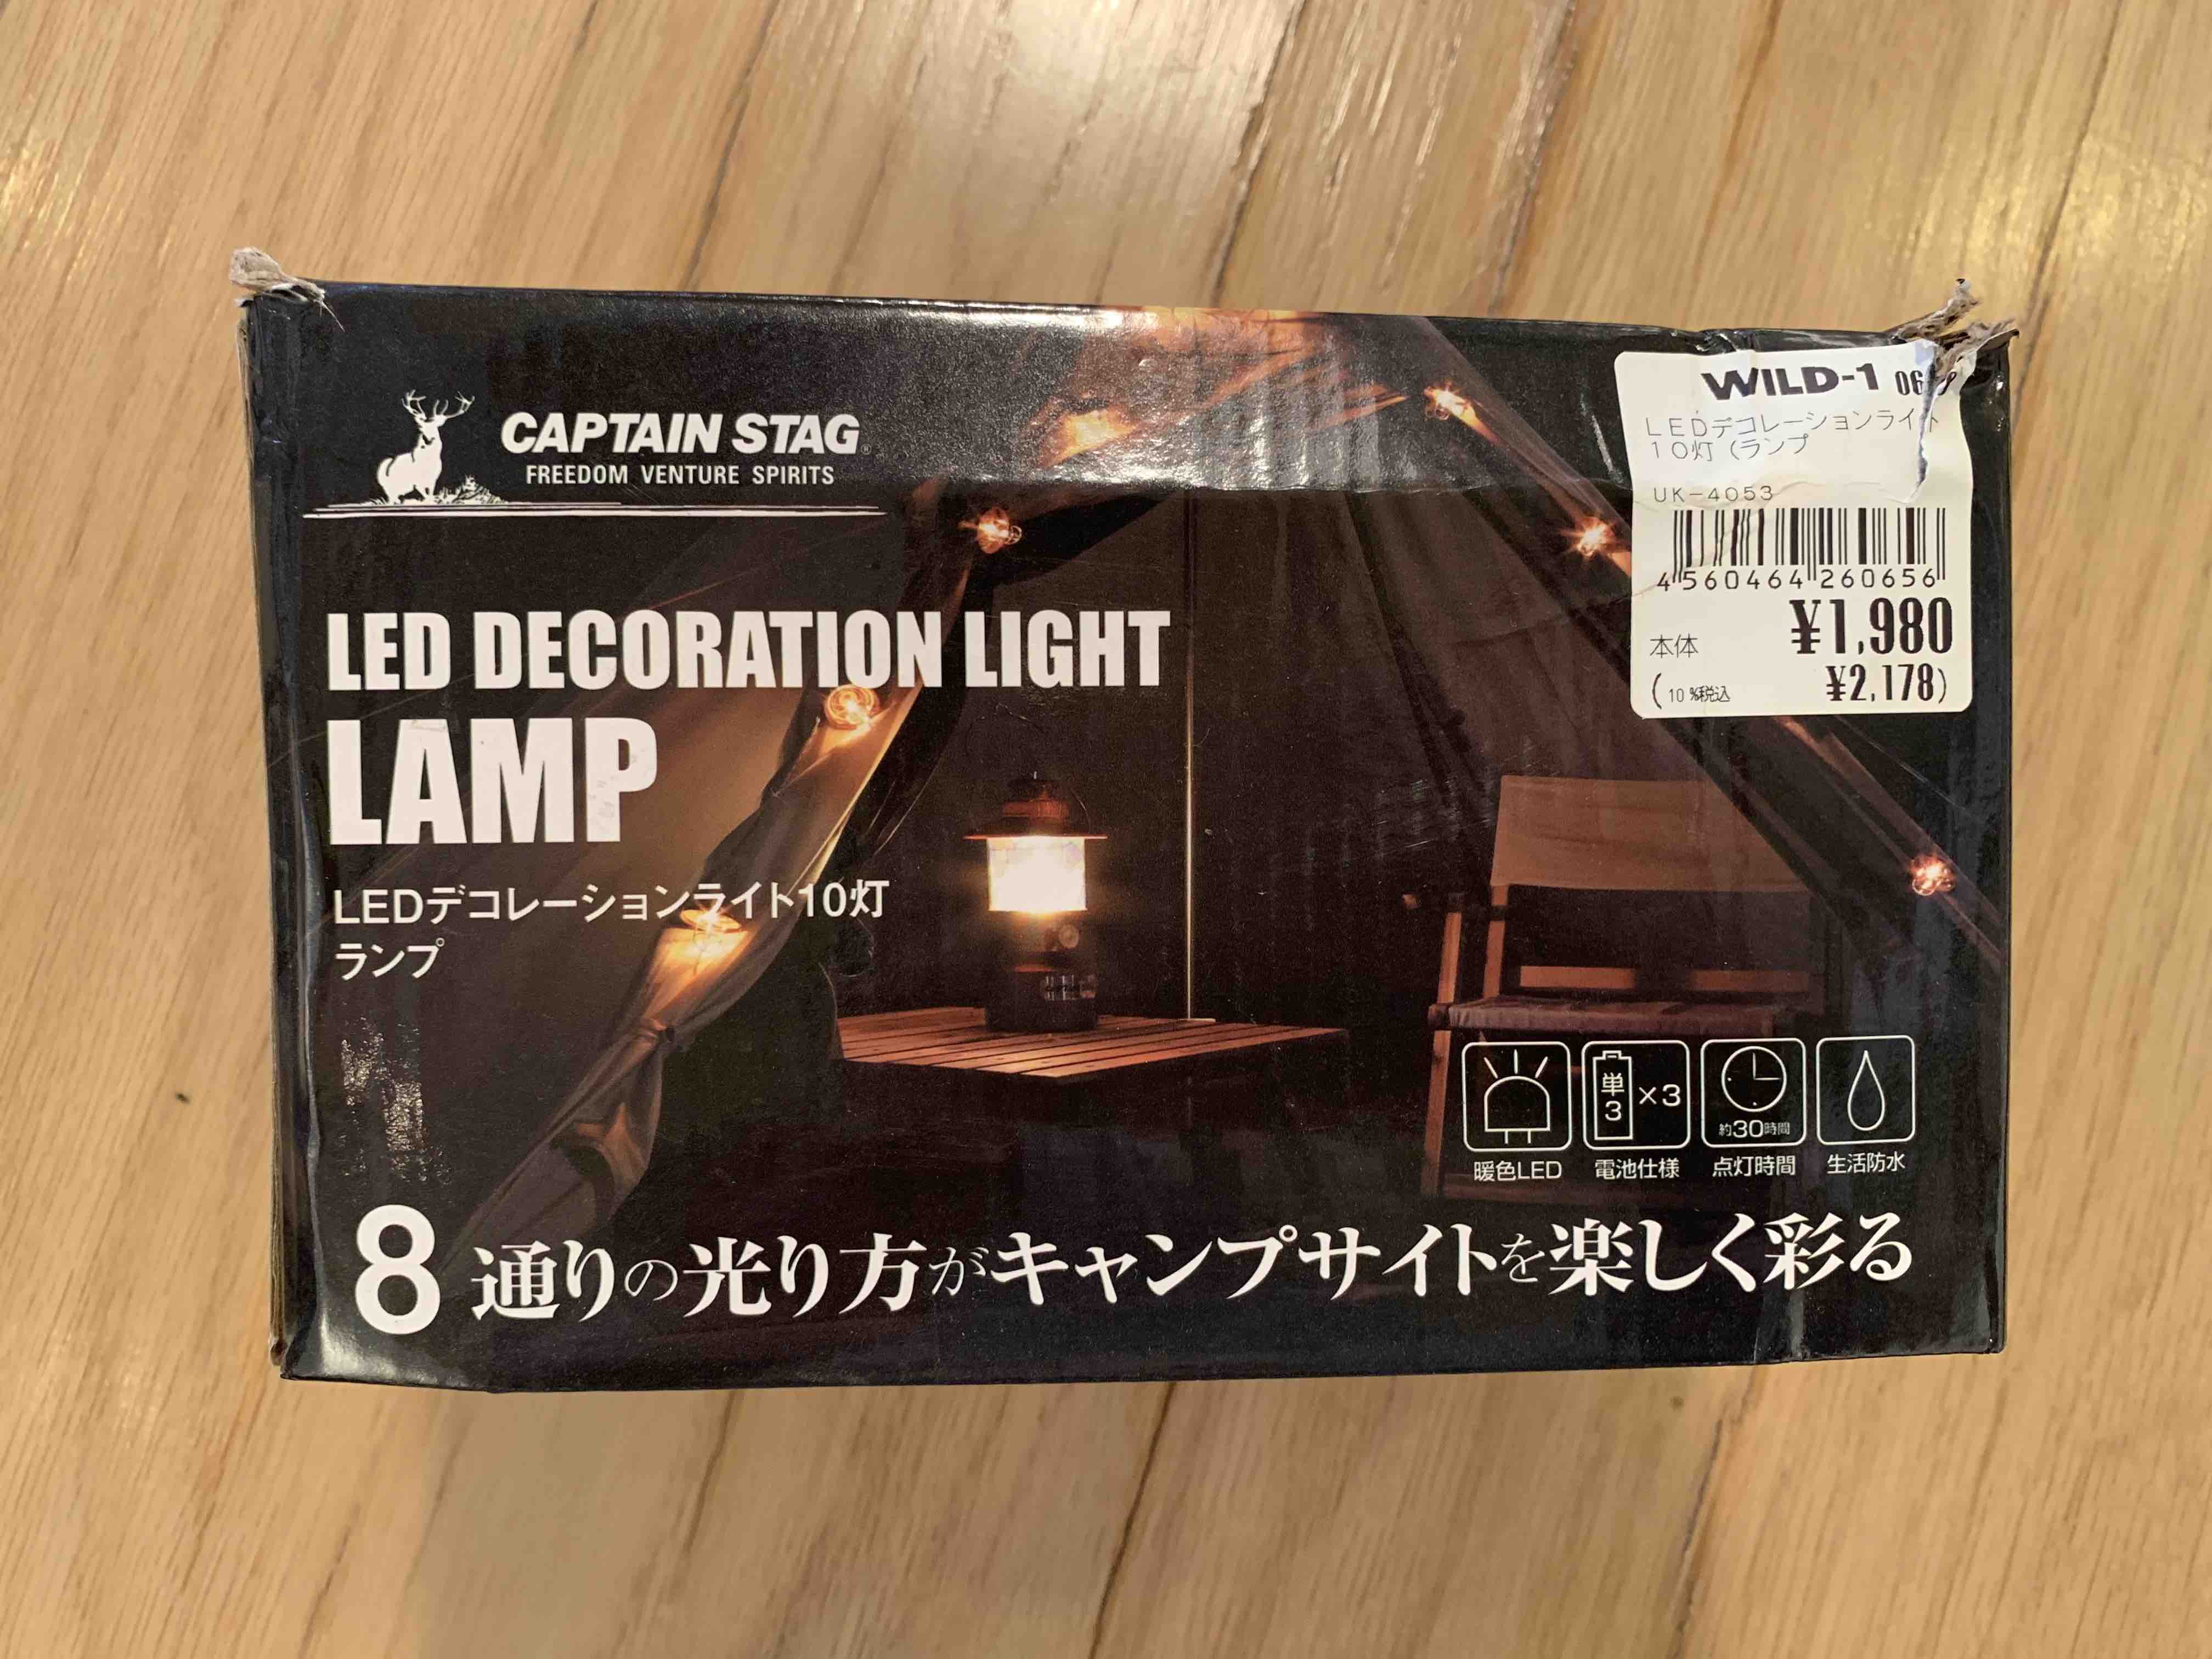 CAPTAIN STAG®
FREEDOM VENTURE SPIRITS
WILD-1
LEDデコレーションライト
10灯(ランプ
UK-4053
4560464260656
本体 ¥1,980
(10%税込 ¥2,178)
LED DECORATION LIGHT
LAMP
LEDデコレーションライト10灯
ランプ
単3×3
約30時間
暖色LED 電池仕様 点灯時間 生活防水
8通りの光り方がキャンプサイトを楽しく彩る